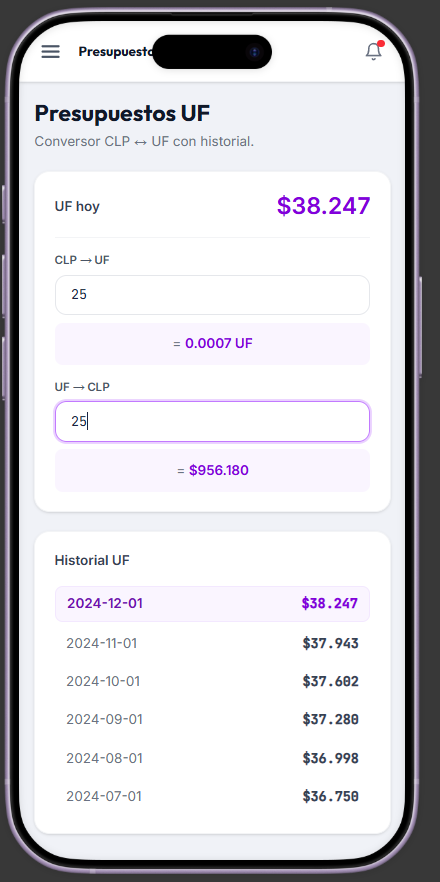 Presupuesto
Presupuestos UF
Conversor CLP ↔ UF con historial.
UF hoy $38.247
CLP → UF
25
= 0.0007 UF
UF → CLP
25
= $956.180
Historial UF
2024-12-01 $38.247
2024-11-01 $37.943
2024-10-01 $37.602
2024-09-01 $37.280
2024-08-01 $36.998
2024-07-01 $36.750